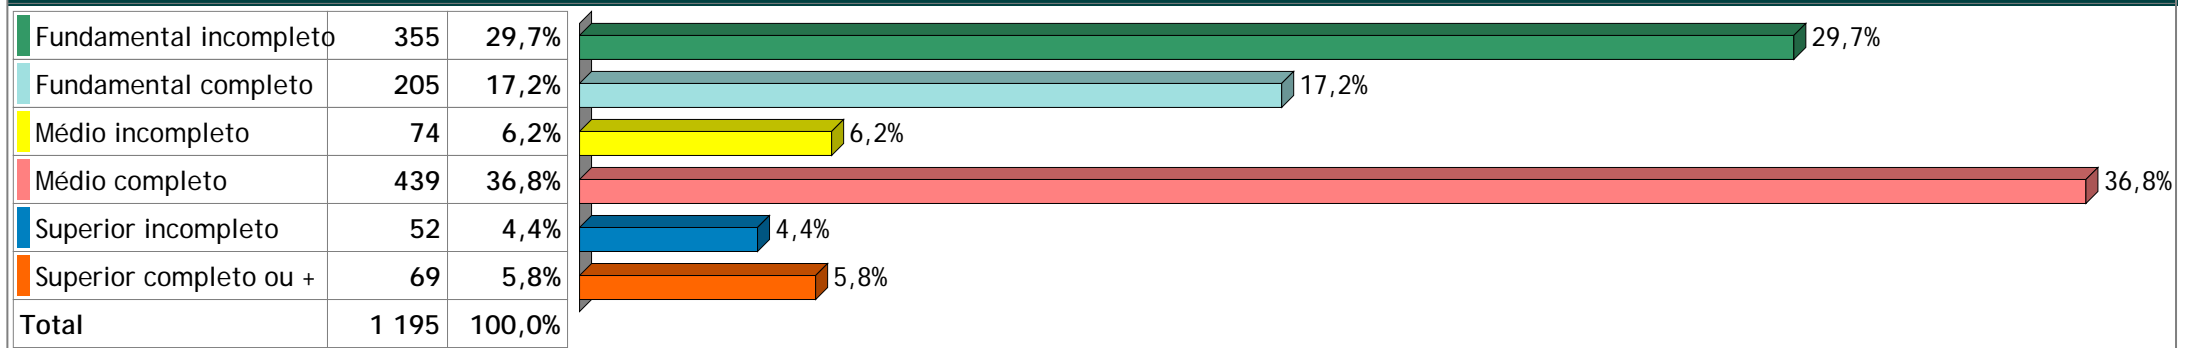 Fundamental incompleto 355 29,7% 29,7%
Fundamental completo 205 17,2% 17,2%
Médio incompleto 74 6,2% 6,2%
Médio completo 439 36,8% 36,8%
Superior incompleto 52 4,4% 4,4%
Superior completo ou + 69 5,8% 5,8%
Total 1 195 100,0%